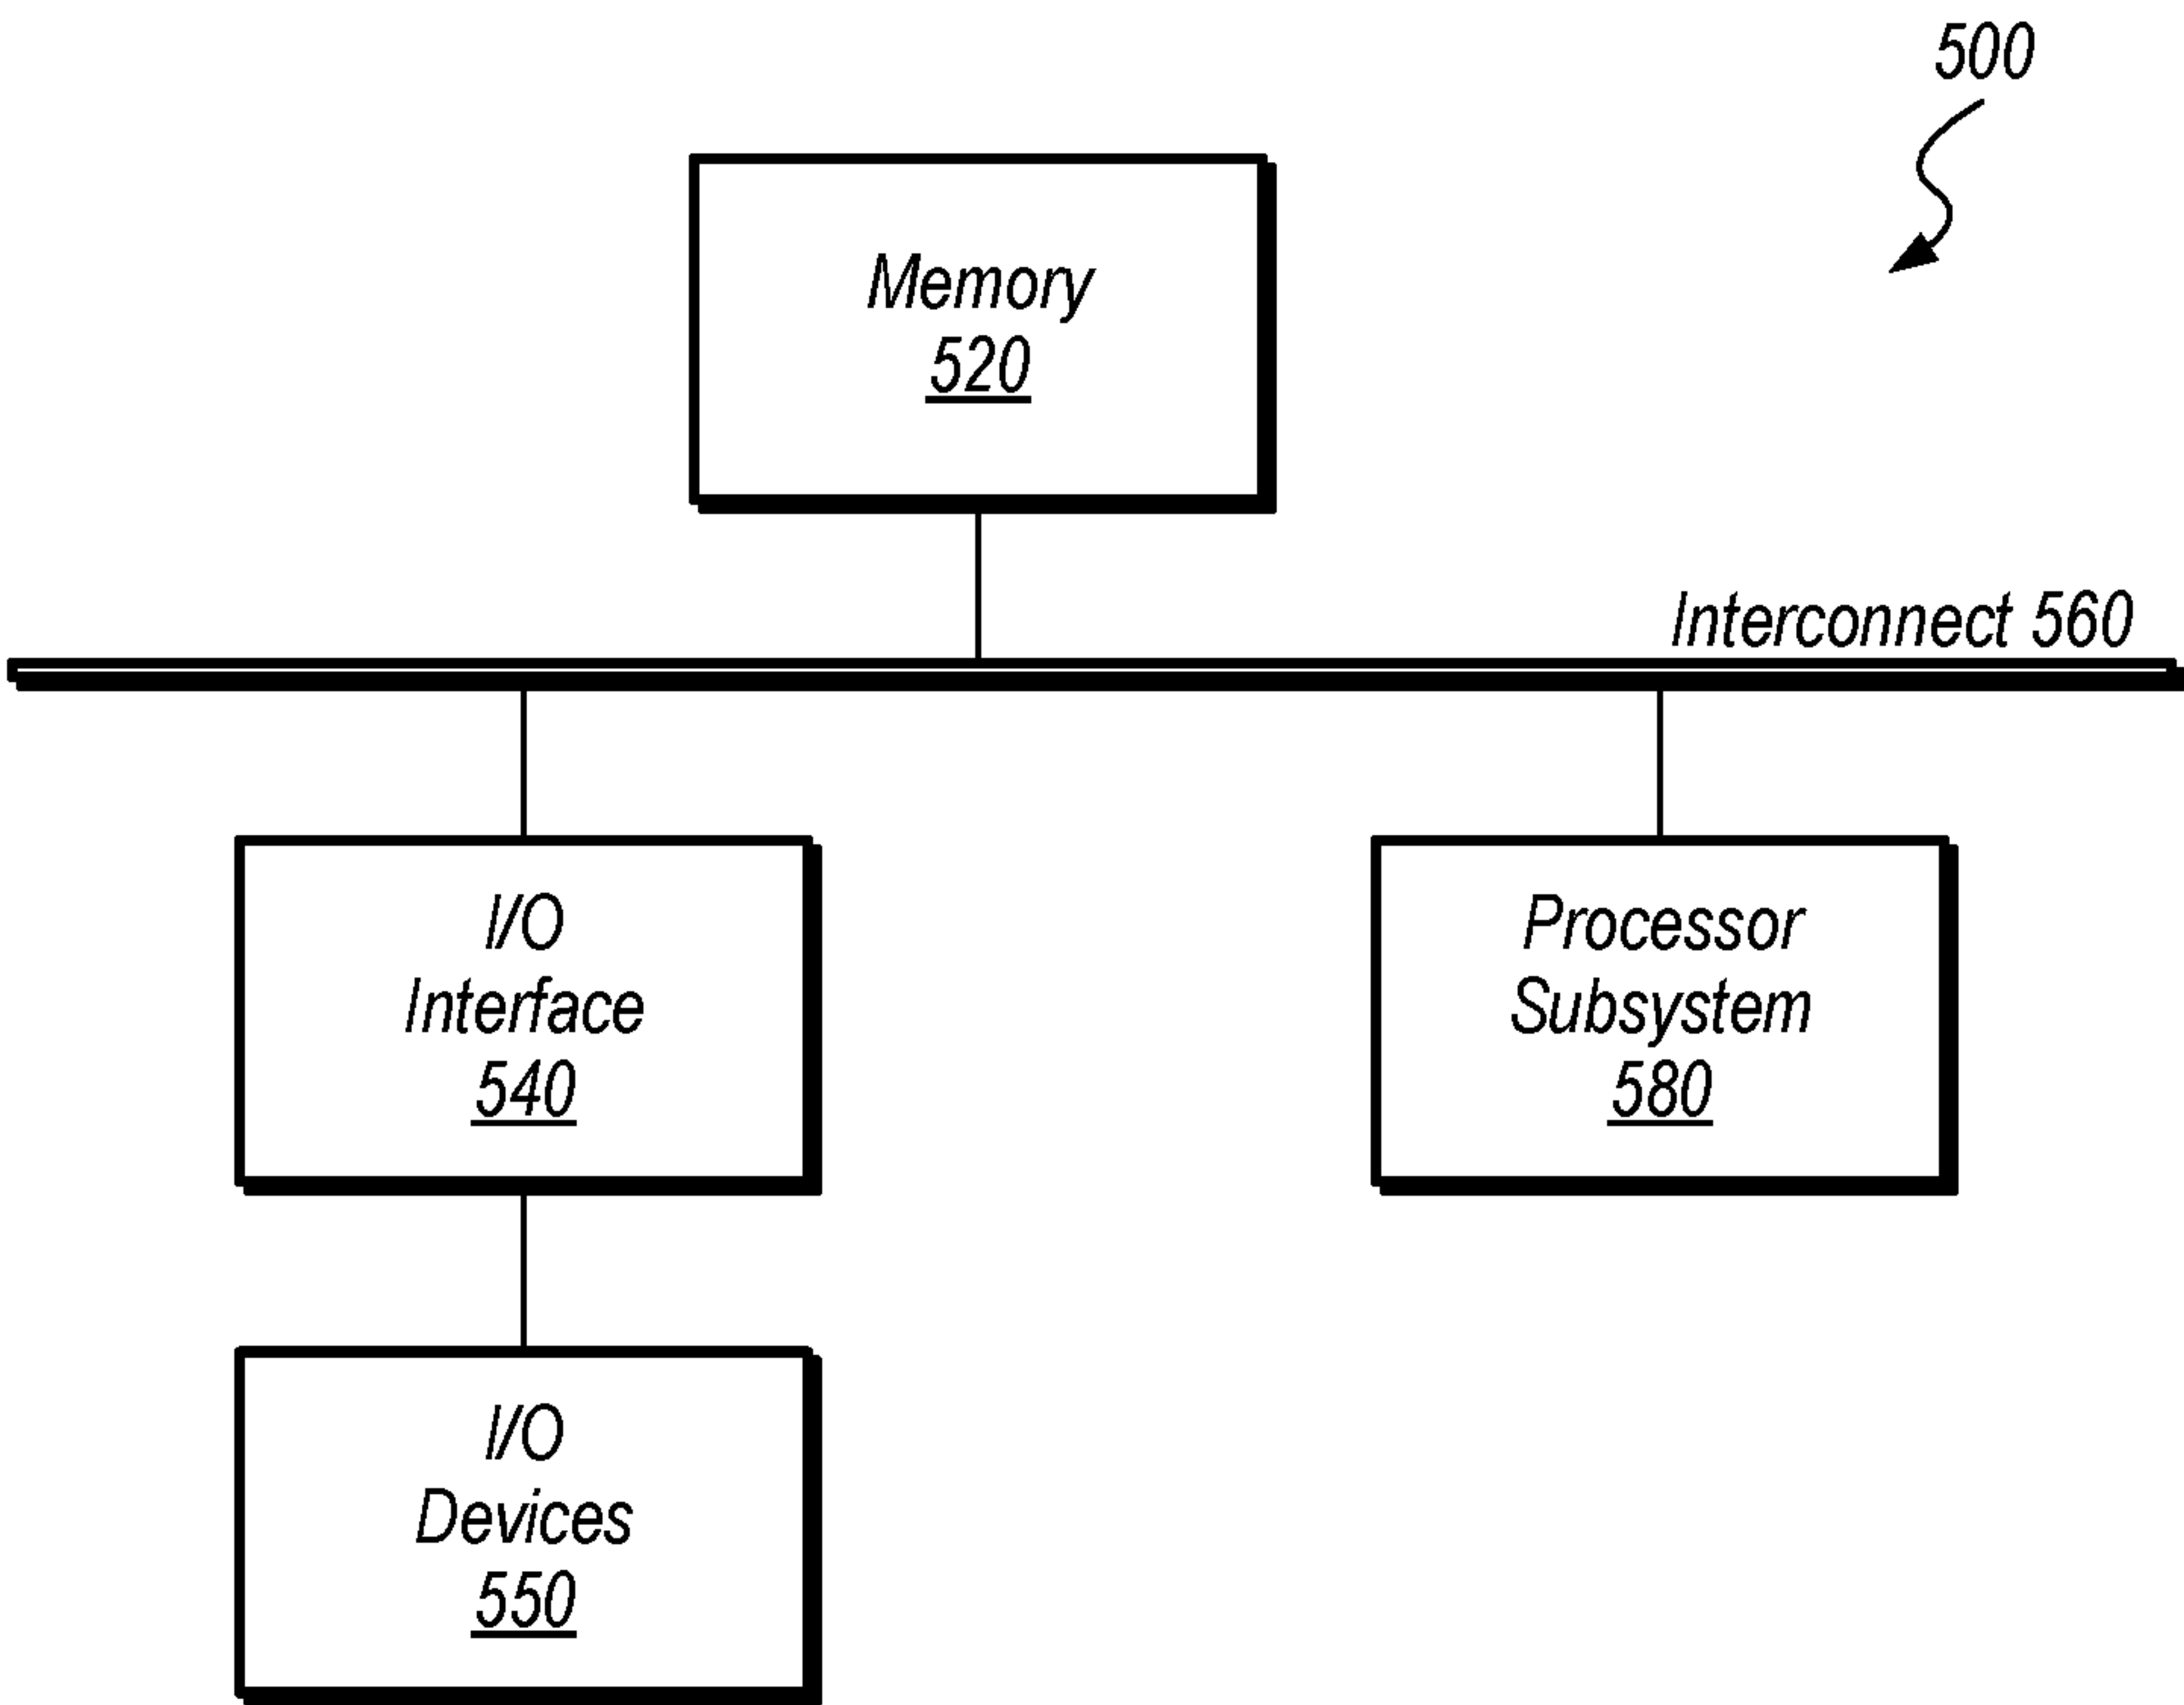 500
Memory
520
Interconnect 560
I/O
Interface
540
Processor
Subsystem
580
I/O
Devices
550